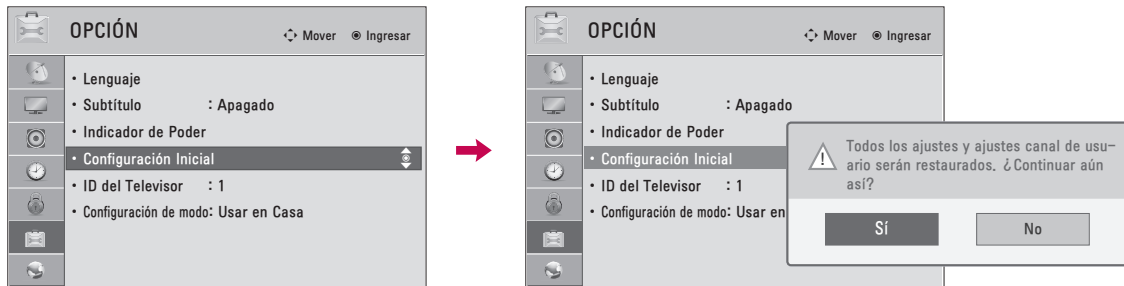 OPCIÓN
Mover
Ingresar
• Lenguaje
• Subtítulo : Apagado
• Indicador de Poder
• Configuración Inicial
• ID del Televisor : 1
• Configuración de modo: Usar en Casa
OPCIÓN
Mover
Ingresar
• Lenguaje
• Subtítulo : Apagado
• Indicador de Poder
• Configuración Inicial
• ID del Televisor : 1
• Configuración de modo: Usar en
Todos los ajustes y ajustes canal de usu-
ario serán restaurados. ¿Continuar aún
así?
Sí
No